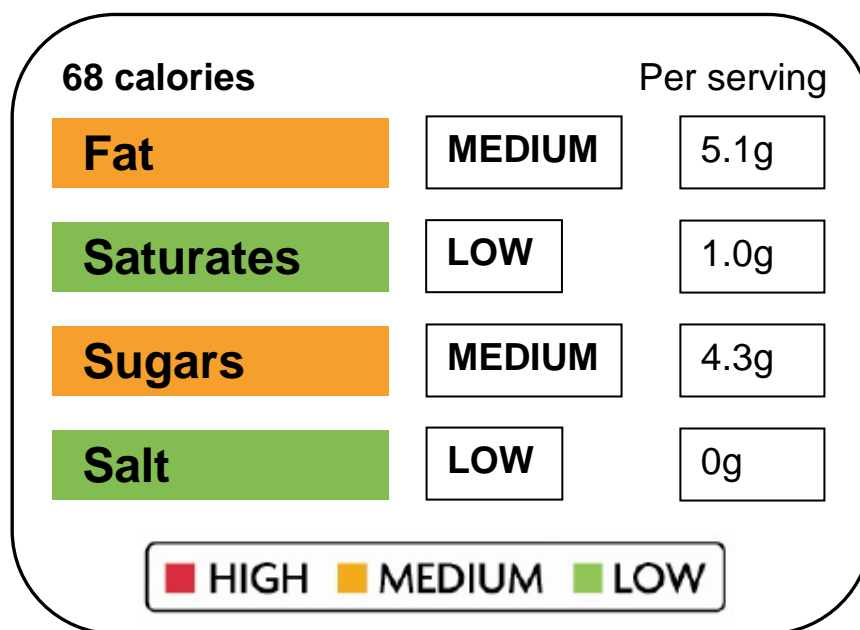 68 calories Per serving
Fat MEDIUM 5.1g
Saturates LOW 1.0g
Sugars MEDIUM 4.3g
Salt LOW 0g
HIGH MEDIUM LOW